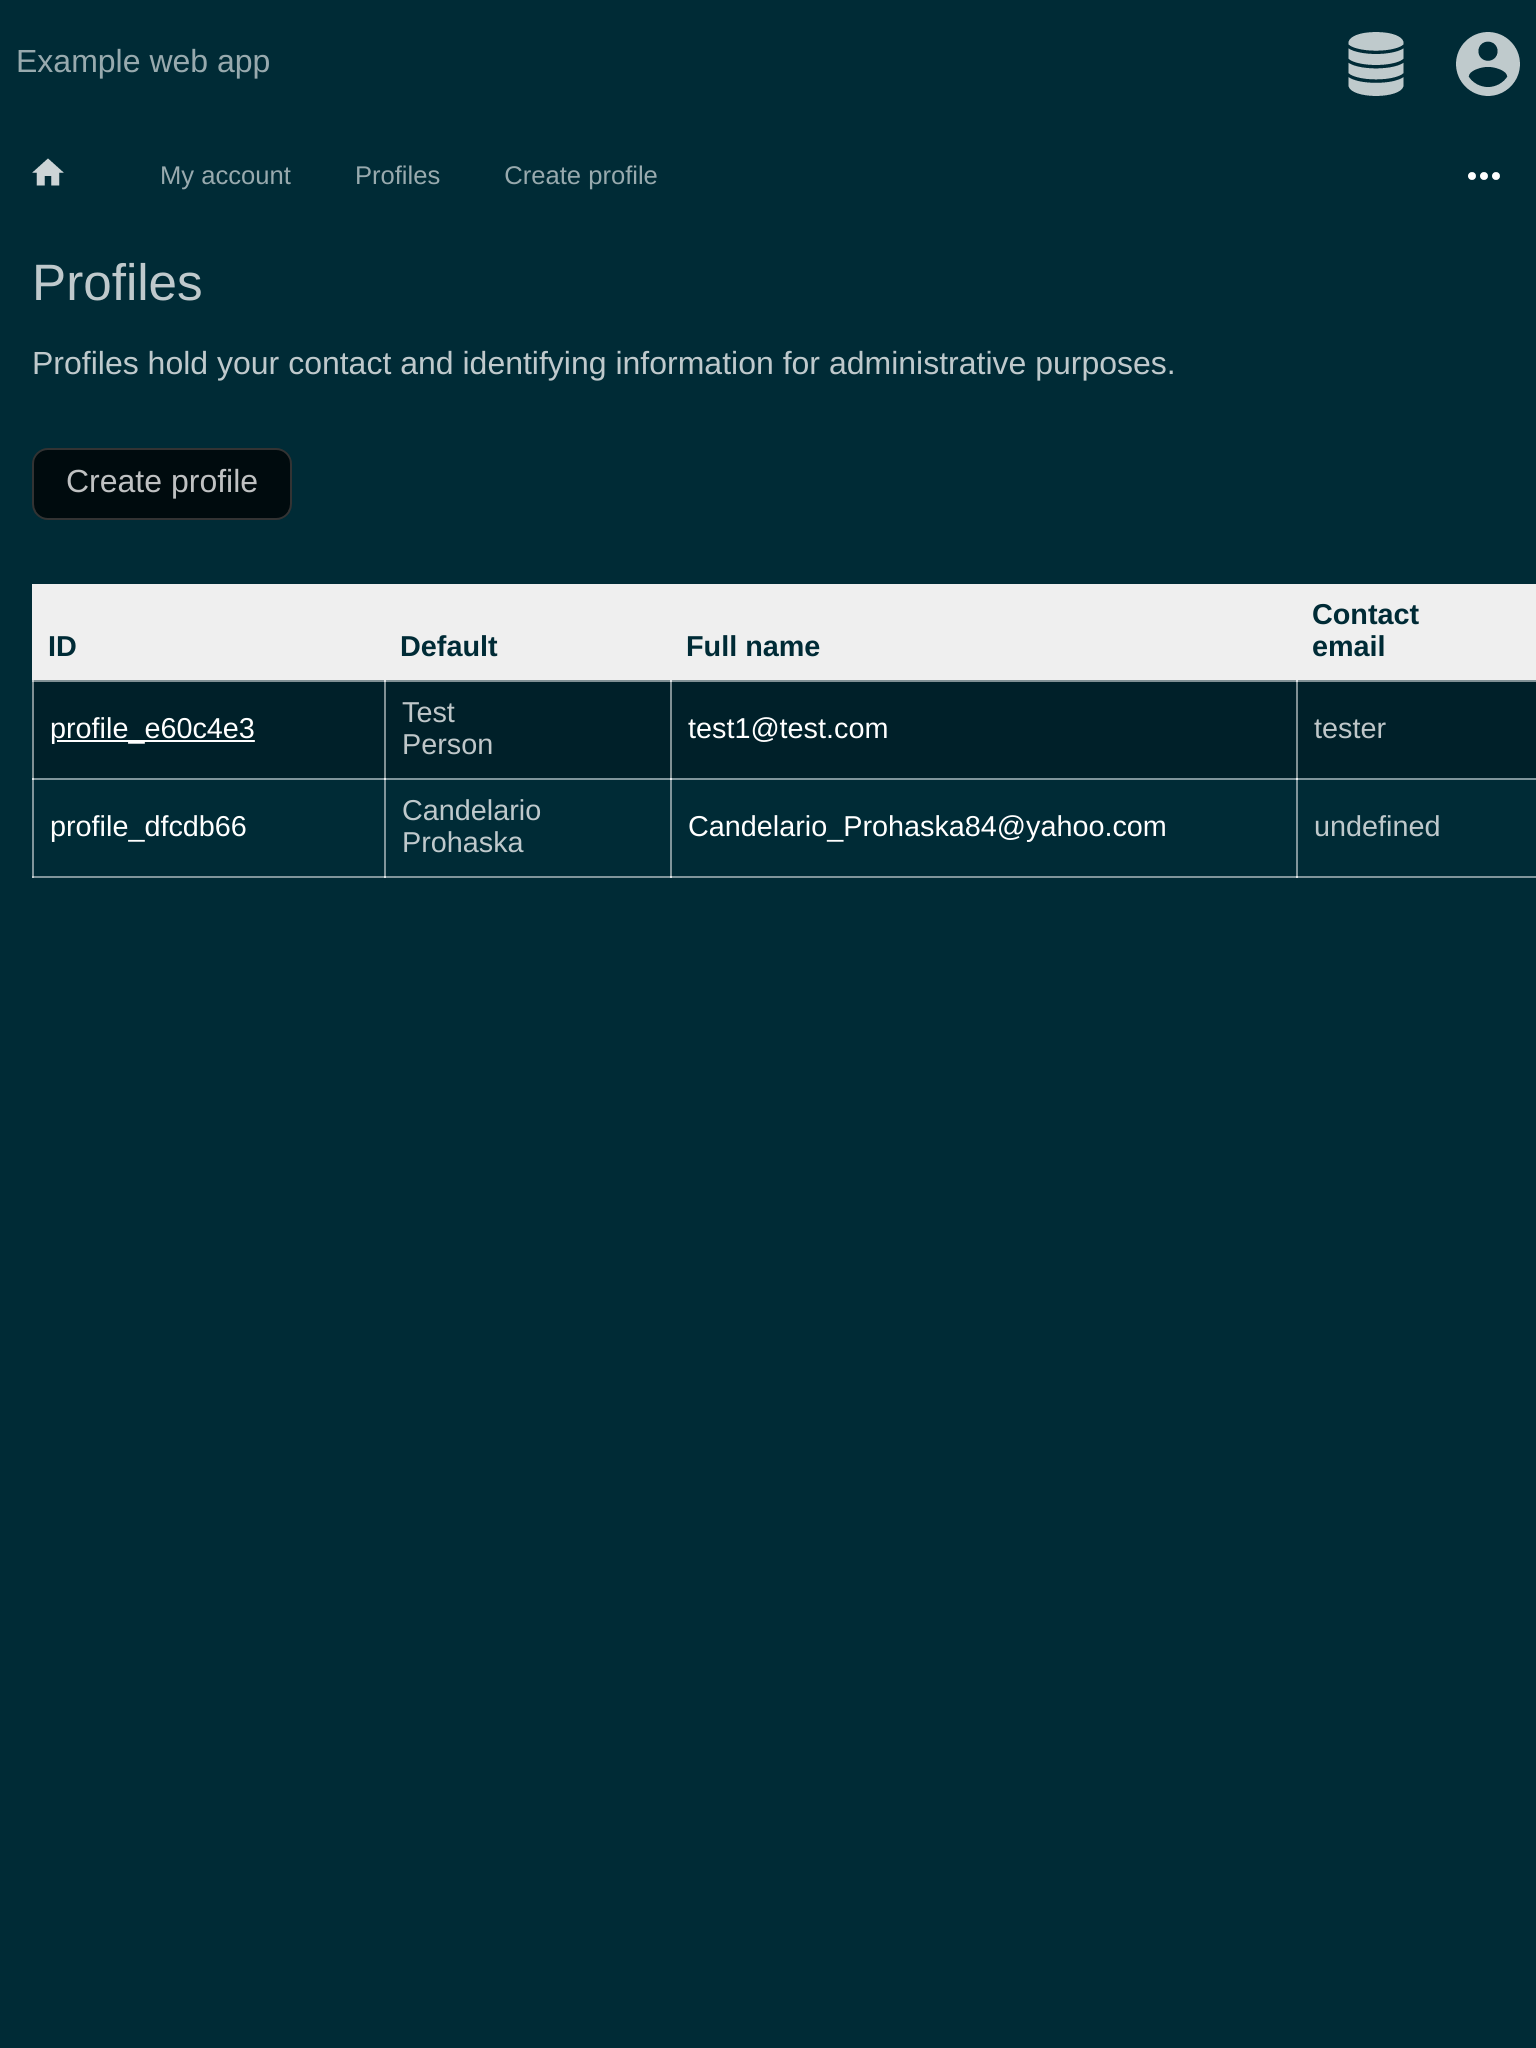 Example web app
My account Profiles Create profile
Profiles
Profiles hold your contact and identifying information for administrative purposes.
Create profile
ID Default Full name Contact email
profile_e60c4e3 Test Person test1@test.com tester
profile_dfcdb66 Candelario Prohaska Candelario_Prohaska84@yahoo.com undefined